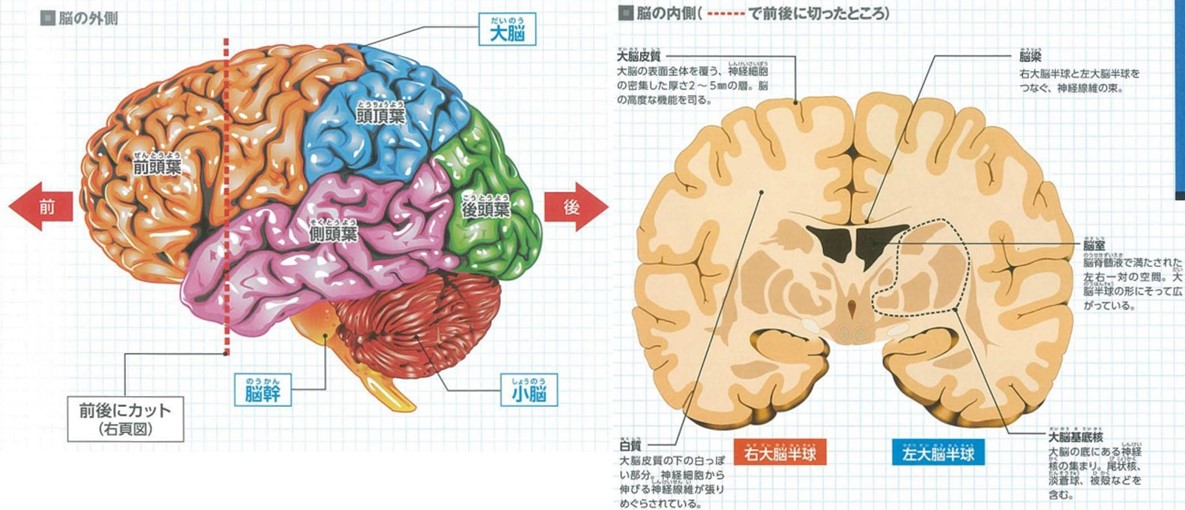 脳の外側
だいのう
大脳
とうちょうよう
頭頂葉
ぜんとうよう
前頭葉
こうとうよう
後頭葉
そくとうよう
側頭葉
前
後
のうかん
脳幹
しょうのう
小脳
前後にカット
(右頁図)
脳の内側(------で前後に切ったところ)
大脳皮質
大脳の表面全体を覆う、神経細胞
の密集した厚さ2～5㎜の層。脳
の高度な機能を司る。
脳梁
右大脳半球と左大脳半球を
つなぐ、神経線維の束。
脳室
脳脊髄液で満たされた
左右一対の空間。大
脳半球の形にそって広
がっている。
白質
大脳皮質の下の白っぽ
い部分。神経細胞から
伸びる神経線維が張り
めぐらされている。
右大脳半球
左大脳半球
大脳基底核
大脳の底にある神経
核の集まり。尾状核、
淡蒼球、被殻などを
含む。